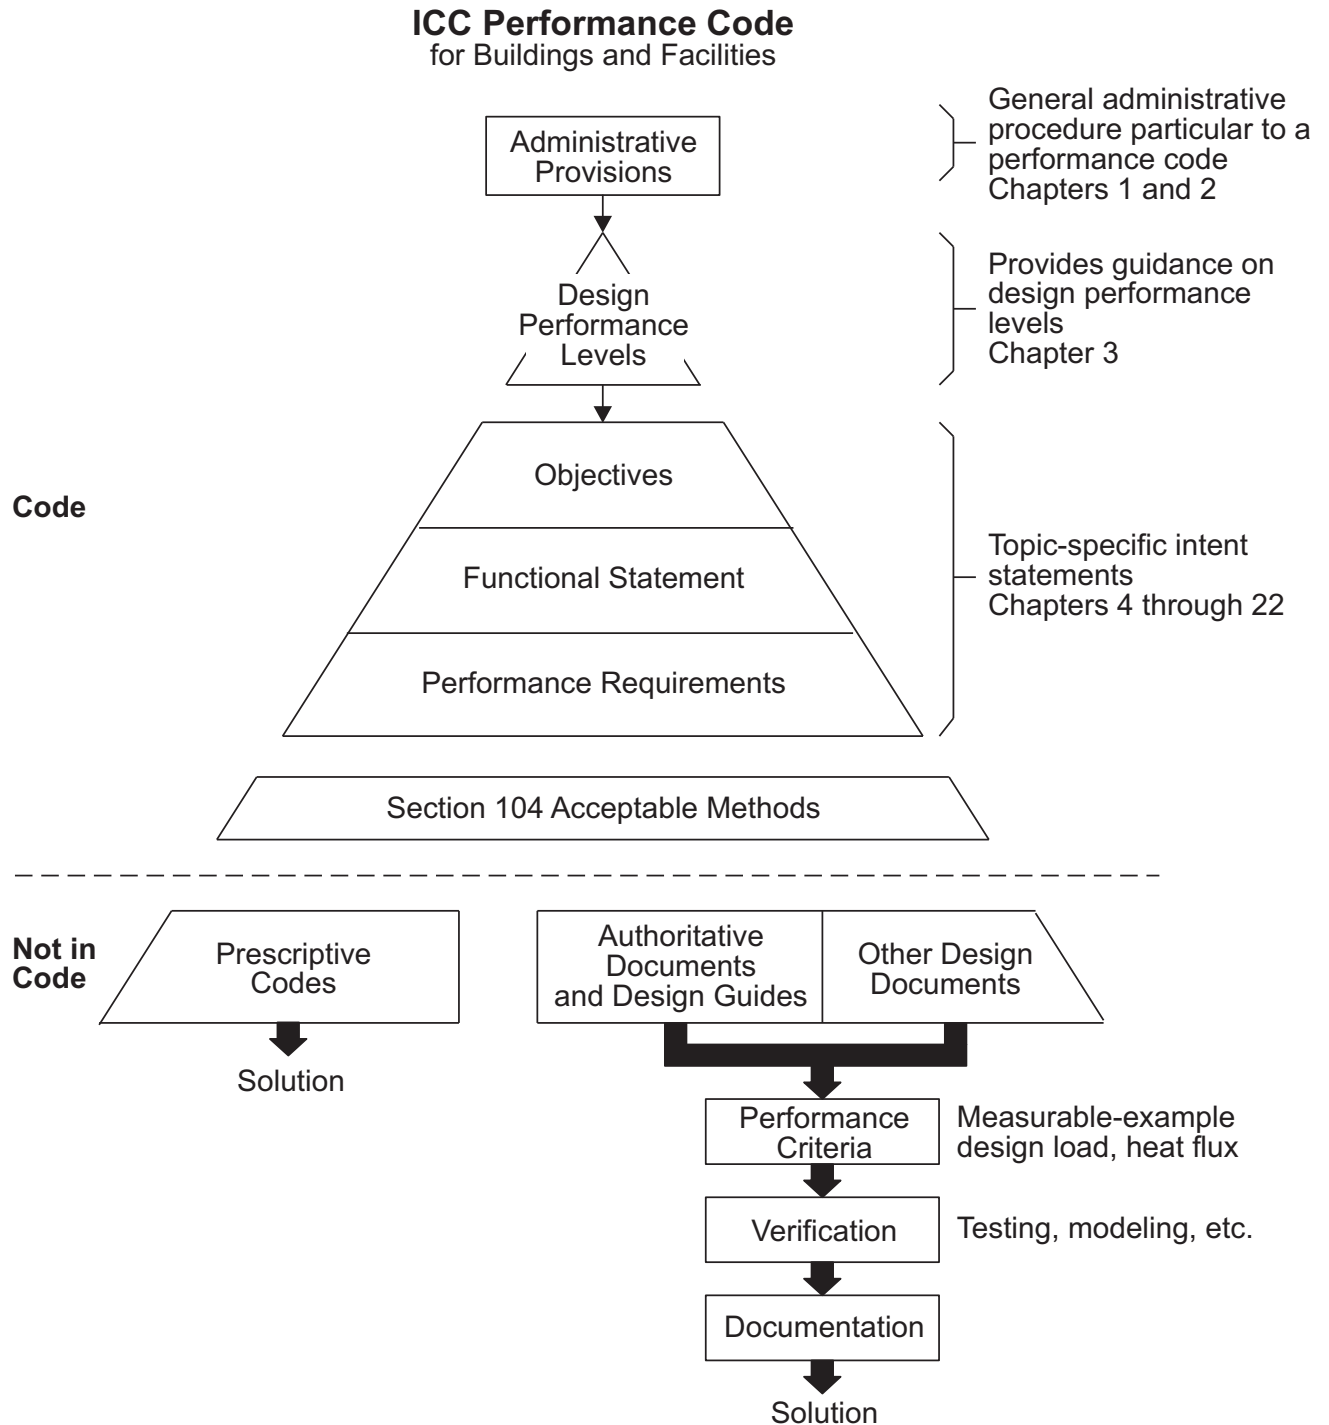 ICC Performance Code
for Buildings and Facilities
Administrative
Provisions
General administrative
procedure particular to a
performance code
Chapters 1 and 2
Design
Performance
Levels
Provides guidance on
design performance
levels
Chapter 3
Code
Objectives
Functional Statement
Performance Requirements
Topic-specific intent
statements
Chapters 4 through 22
Section 104 Acceptable Methods
Not in
Code
Prescriptive
Codes
Solution
Authoritative
Documents
and Design Guides
Other Design
Documents
Performance
Criteria
Measurable-example
design load, heat flux
Verification
Testing, modeling, etc.
Documentation
Solution